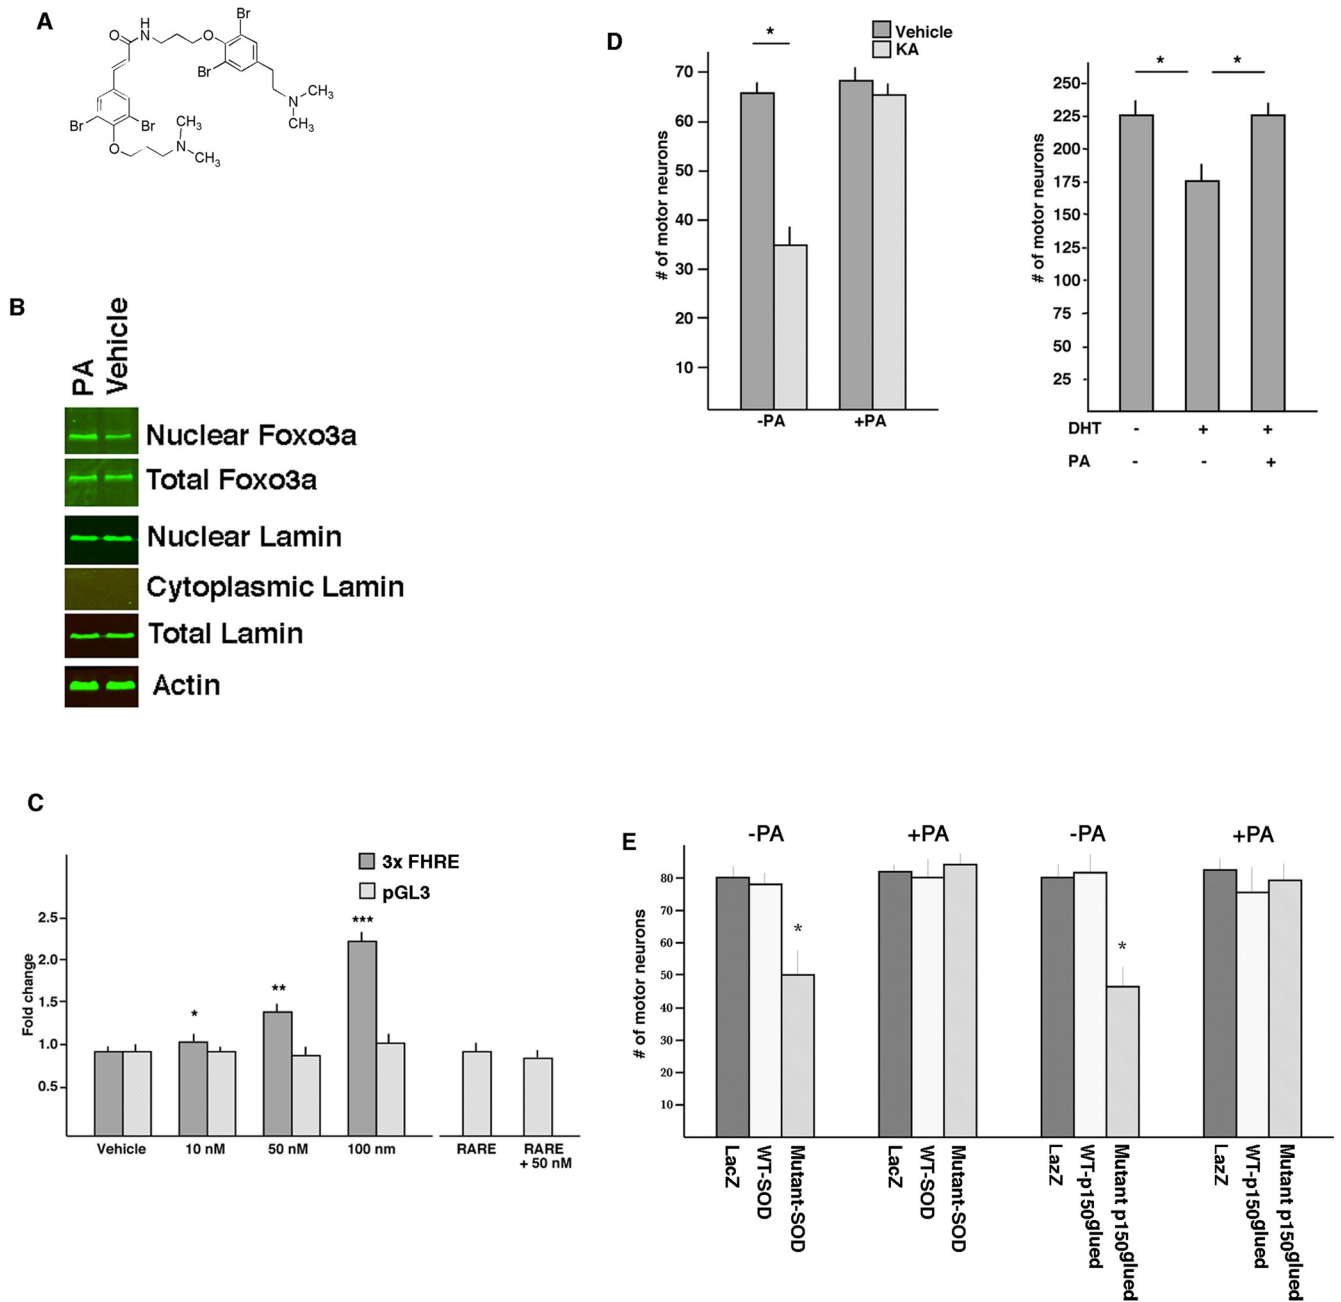 A
O
H
N
O
Br
Br
Br
Br
N
CH₃
CH₃
O
N
CH₃
CH₃
B
PA
Vehicle
Nuclear Foxo3a
Total Foxo3a
Nuclear Lamin
Cytoplasmic Lamin
Total Lamin
Actin
C
3x FHRE
pGL3
Fold change
2.5
2.0
1.5
1.0
0.5
*
**
***
Vehicle
10 nM
50 nM
100 nm
RARE
RARE
+ 50 nM
D
Vehicle
KA
*
# of motor neurons
70
60
50
40
30
20
10
-PA
+PA
* *
# of motor neurons
250
225
200
175
150
125
100
75
50
25
DHT - + +
PA - - +
E
-PA +PA -PA +PA
# of motor neurons
80
70
60
50
40
30
20
10
*
*
LacZ
WT-SOD
Mutant-SOD
LacZ
WT-SOD
Mutant-SOD
LazZ
WT-p150glued
Mutant p150glued
LazZ
WT-p150glued
Mutant p150glued